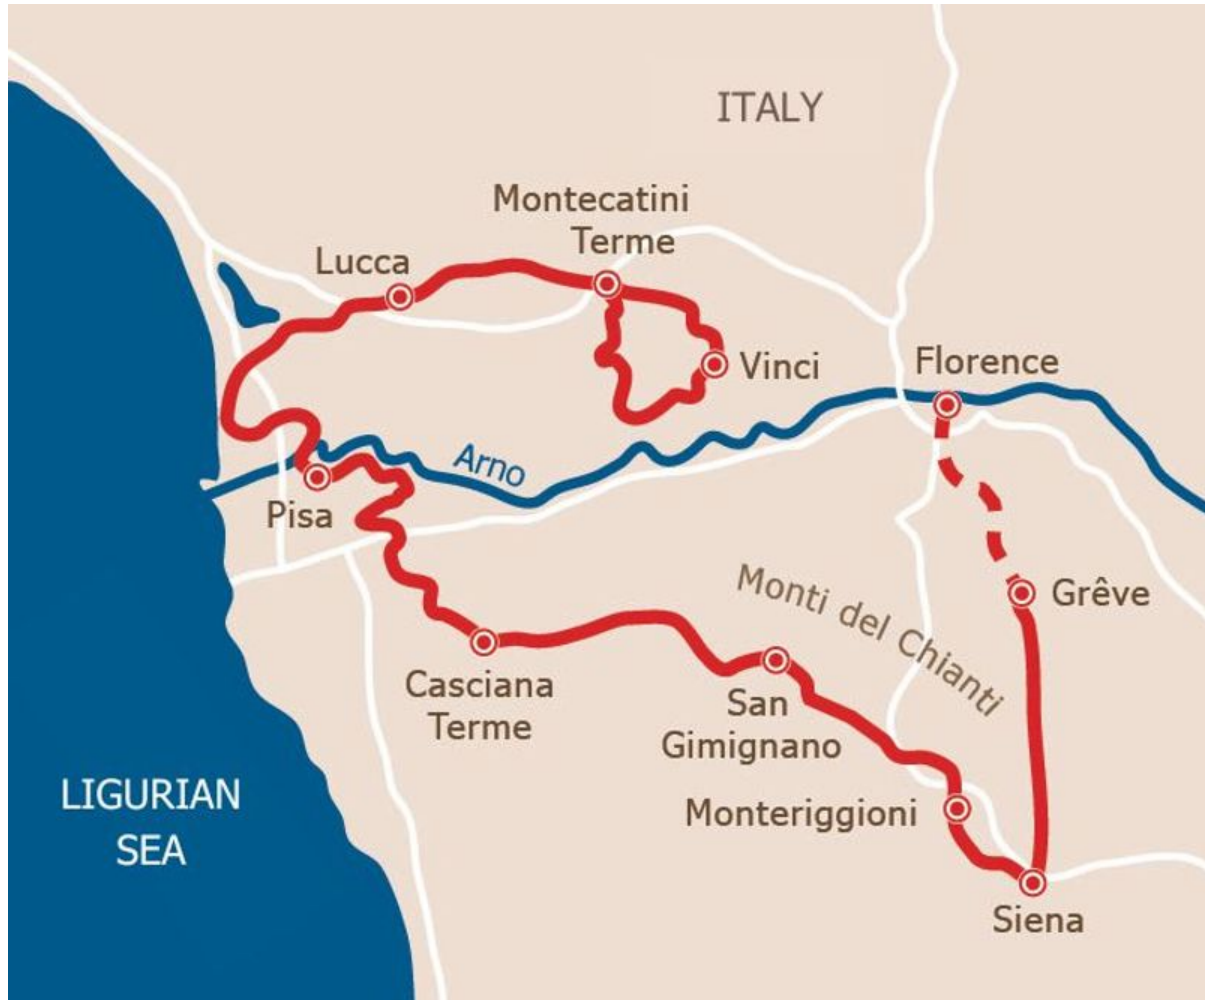 ITALY
Montecatini
Terme
Lucca
Vinci
Florence
Arno
Pisa
Grêve
Monti del Chianti
Casciana
Terme
San
Gimignano
Monteriggioni
LIGURIAN
SEA
Siena